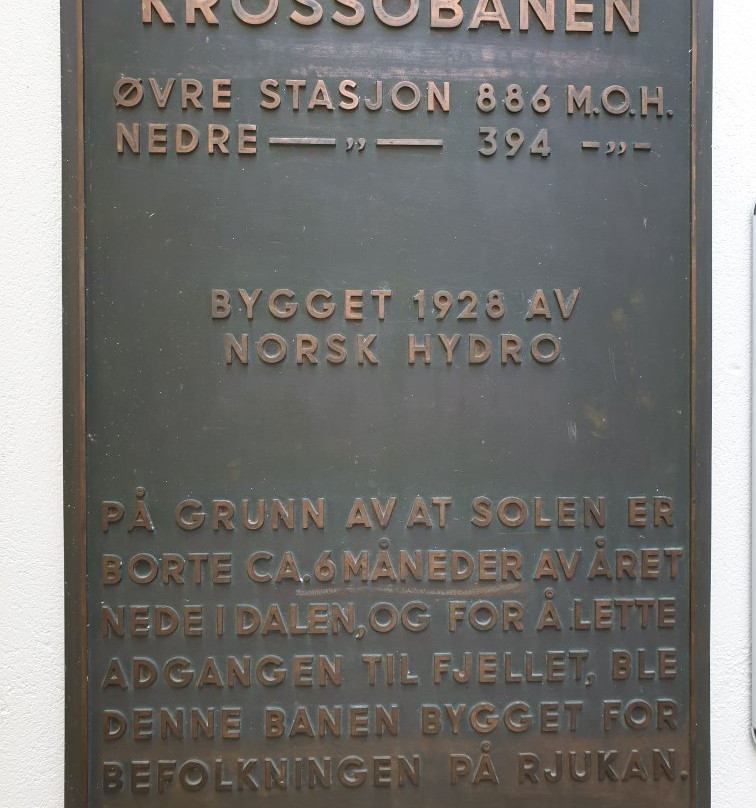 KROSSOBANEN
ØVRE STASJON 886 M.O.H.
NEDRE —„— 394 -„-
BYGGET 1928 AV
NORSK HYDRO
PÅ GRUNN AV AT SOLEN ER
BORTE CA. 6 MÅNEDER AV ÅRET
NEDE I DALEN, OG FOR Å LETTE
ADGANGEN TIL FJELLET, BLE
DENNE BANEN BYGGET FOR
BEFOLKNINGEN PÅ RJUKAN.